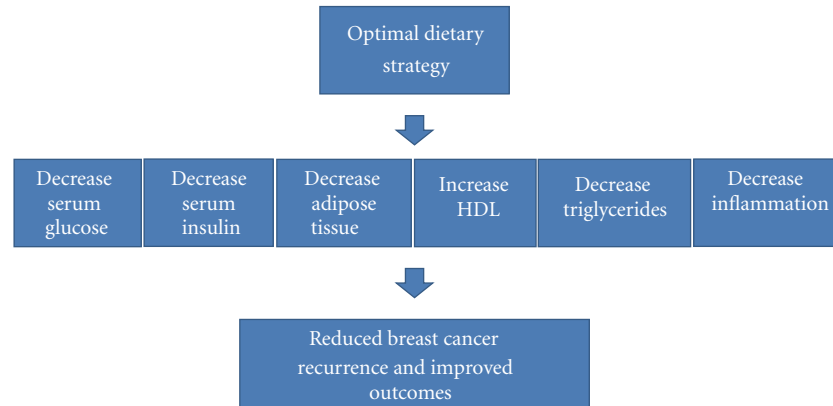 Optimal dietary
strategy
Decrease
serum
glucose
Decrease
serum
insulin
Decrease
adipose
tissue
Increase
HDL
Decrease
triglycerides
Decrease
inflammation
Reduced breast cancer
recurrence and improved
outcomes